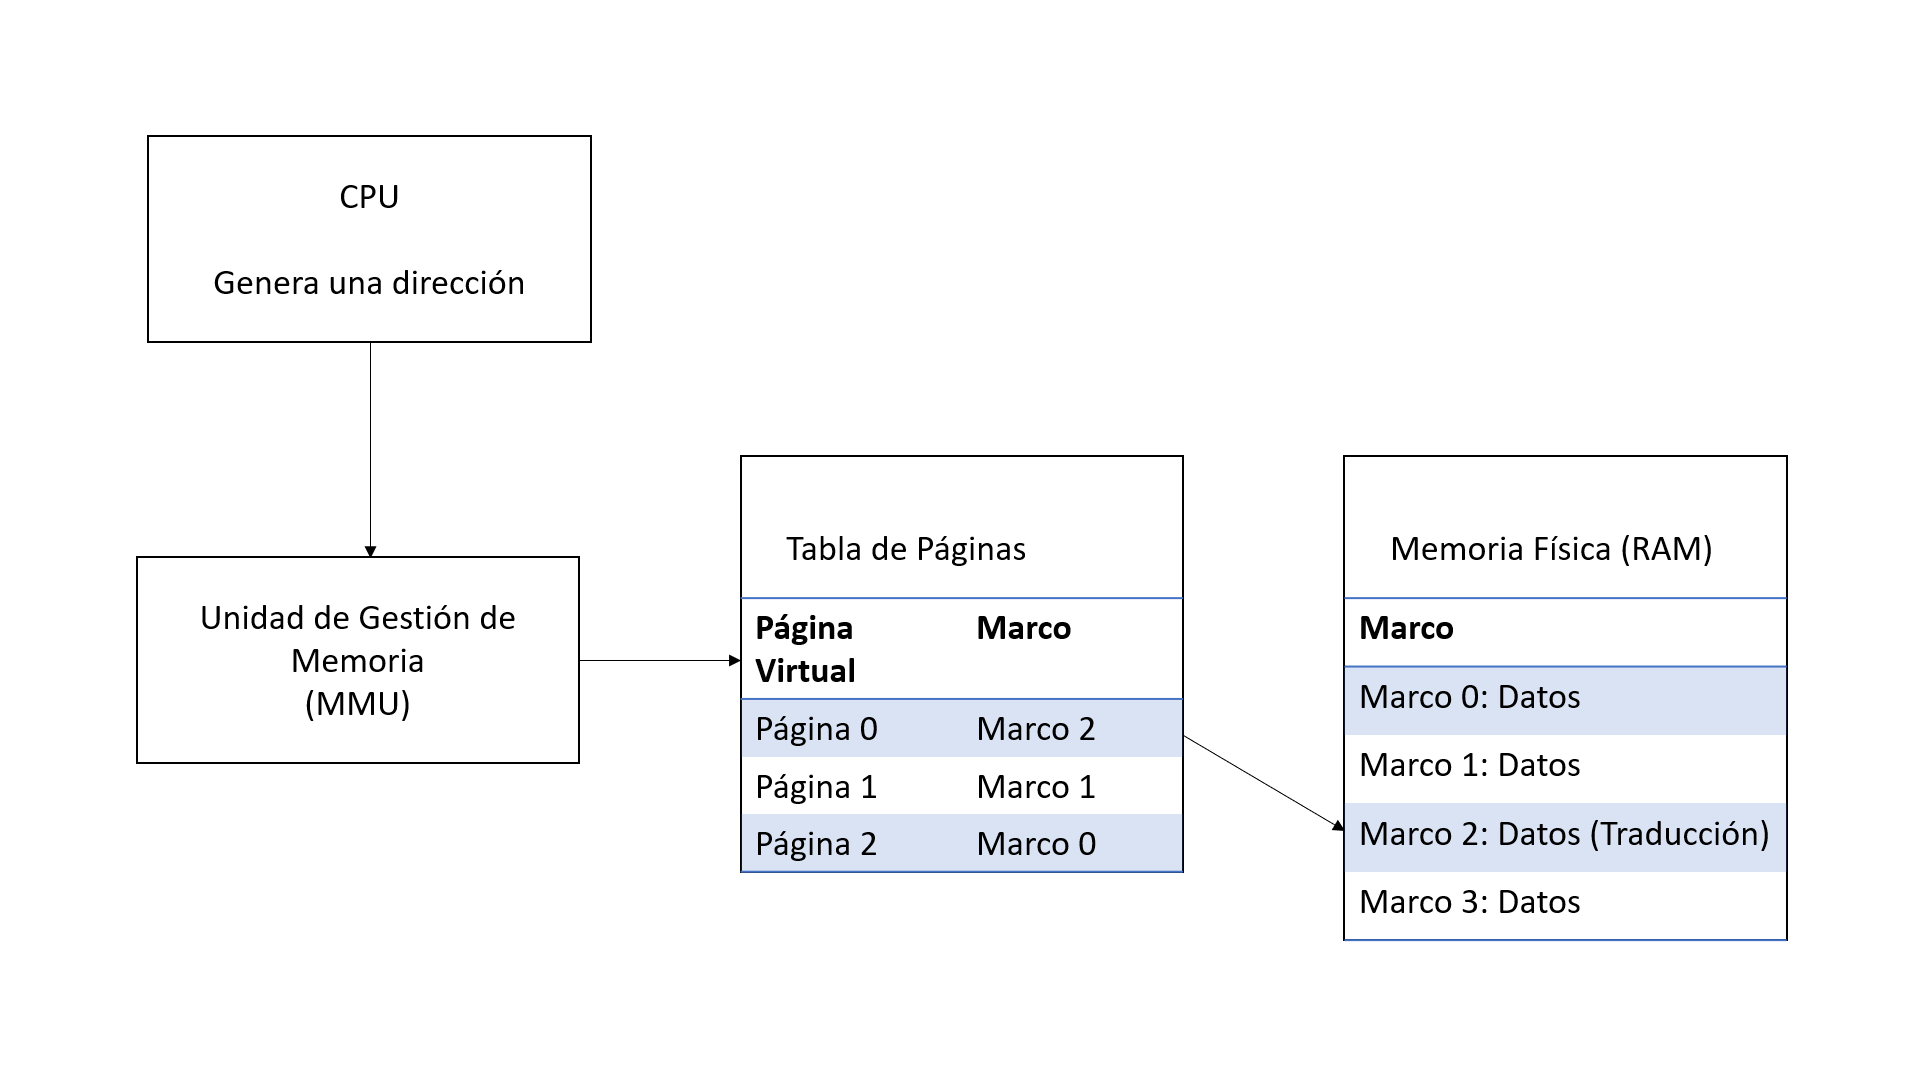 CPU
Genera una dirección
Unidad de Gestión de
Memoria
(MMU)
Tabla de Páginas
Página Virtual Marco
Página 0 Marco 2
Página 1 Marco 1
Página 2 Marco 0
Memoria Física (RAM)
Marco
Marco 0: Datos
Marco 1: Datos
Marco 2: Datos (Traducción)
Marco 3: Datos